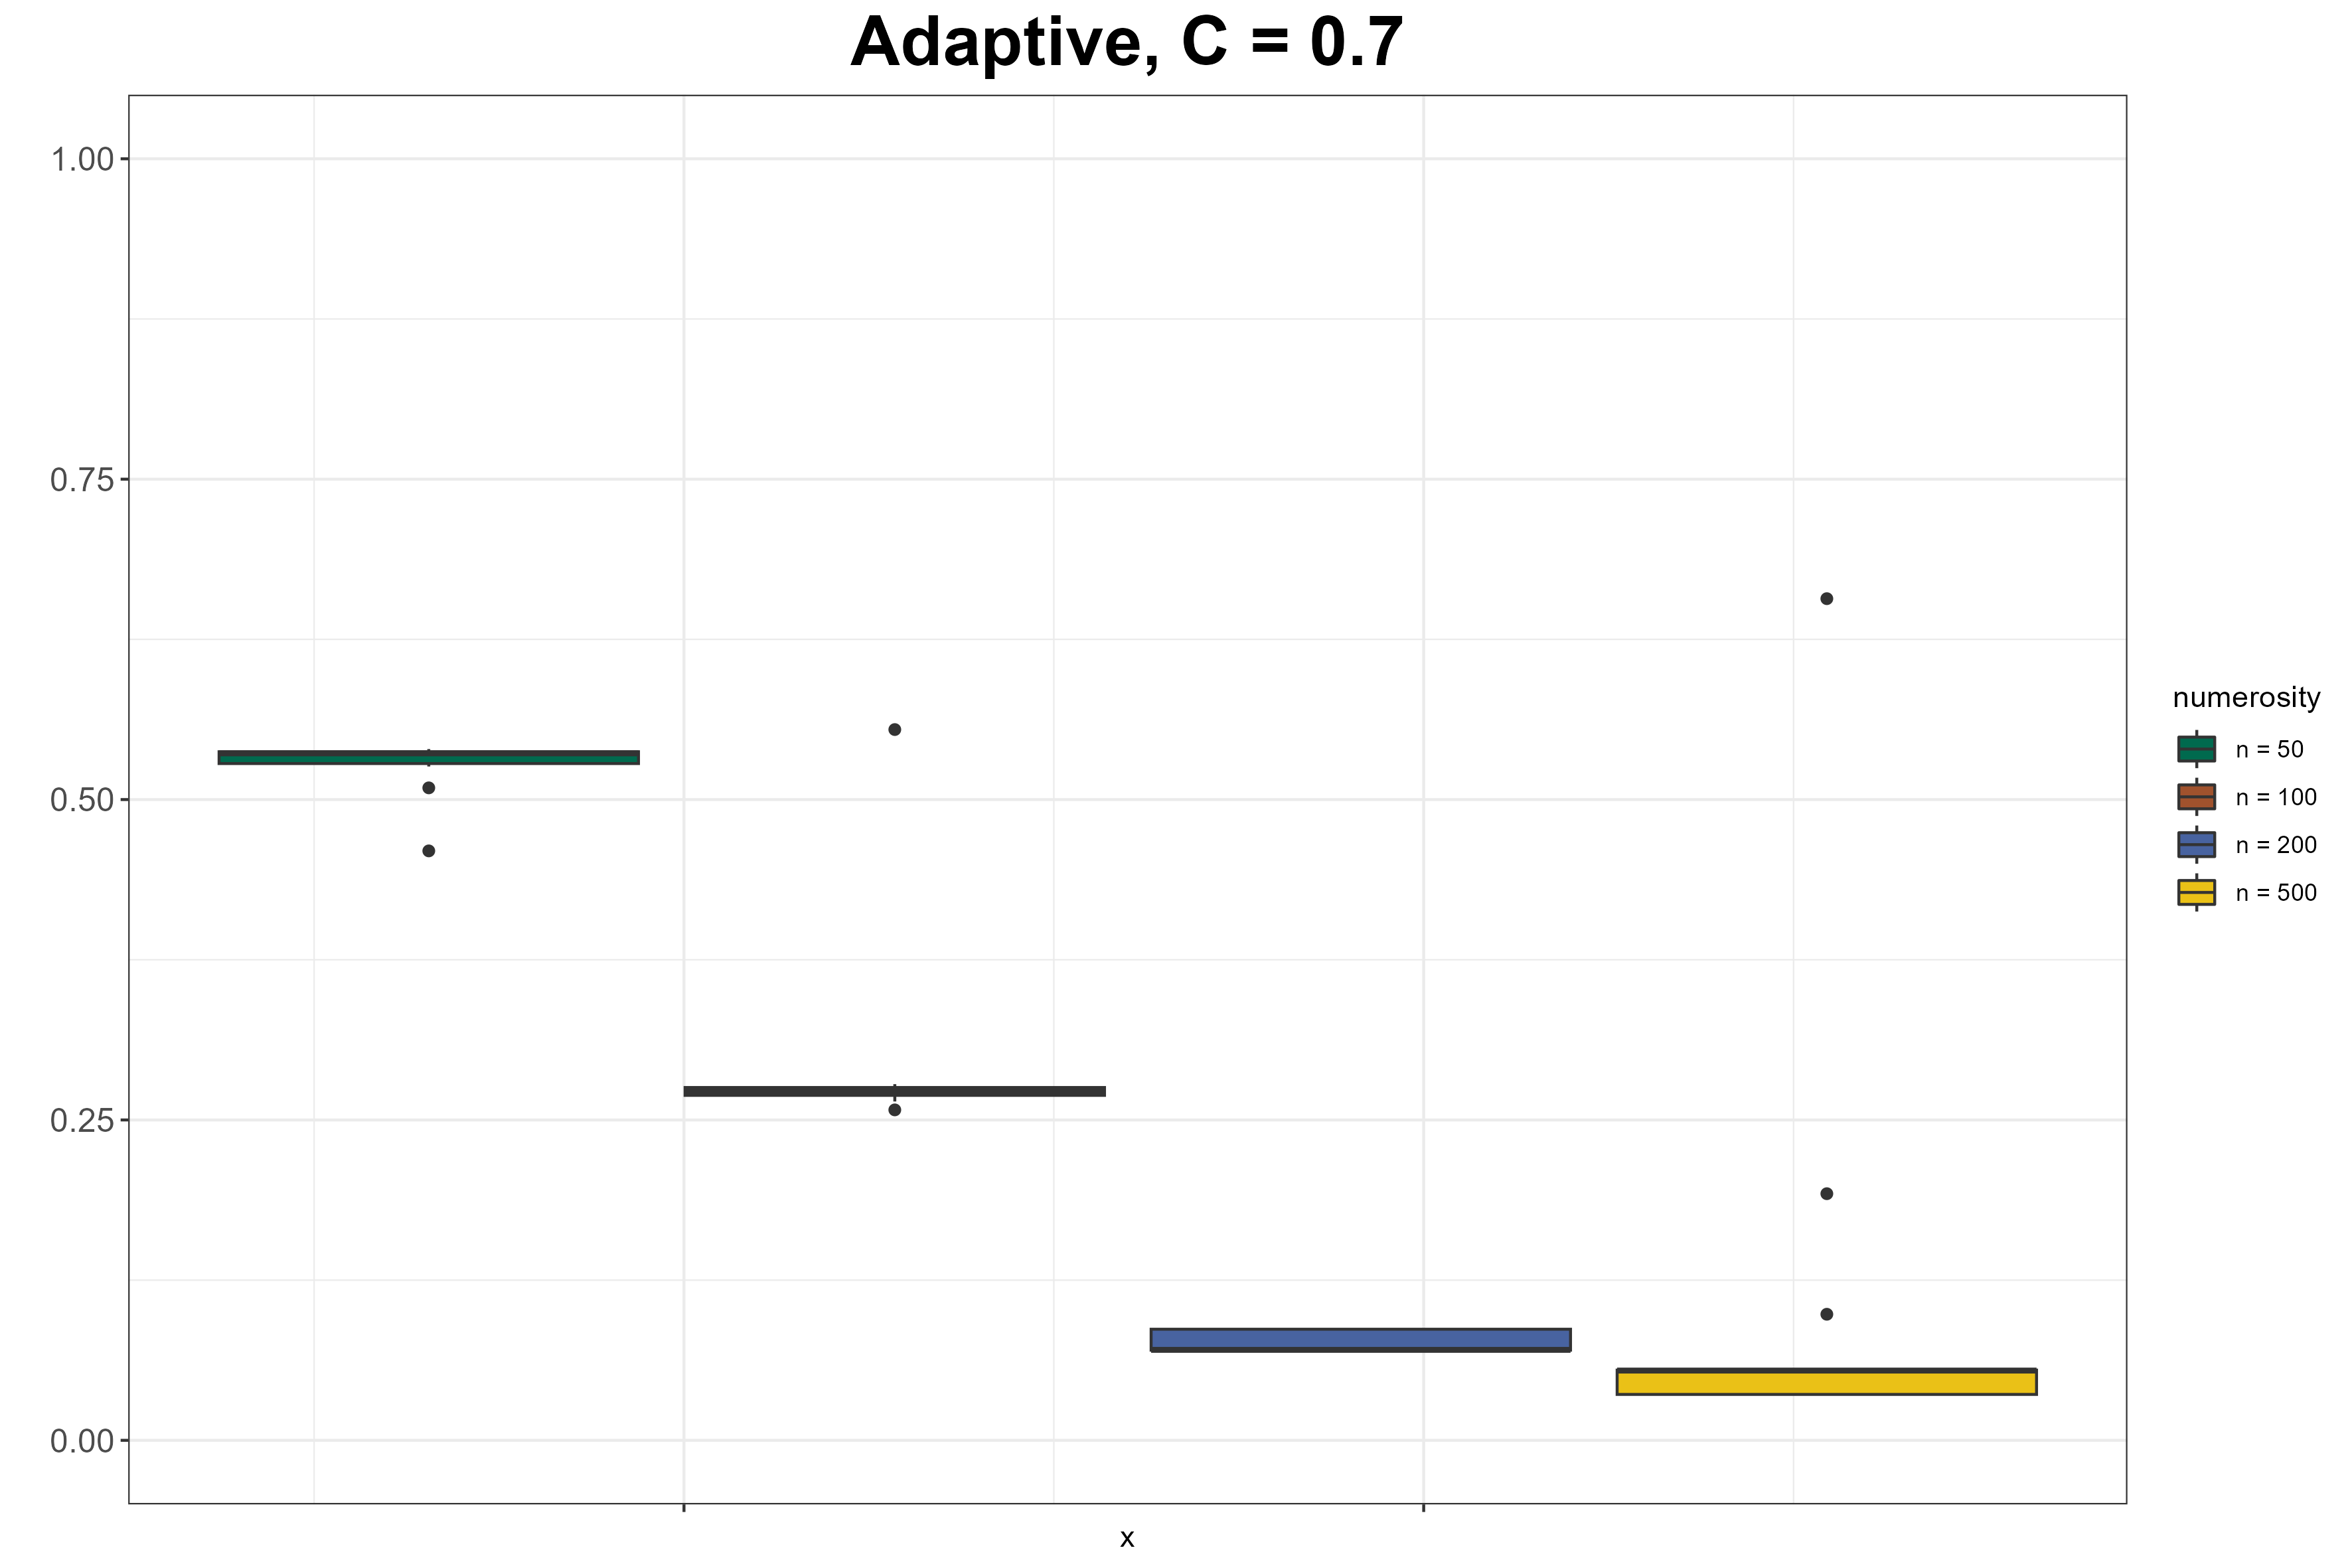 Adaptive, C = 0.7
1.00
0.75
0.50
0.25
0.00
x
numerosity
n = 50
n = 100
n = 200
n = 500